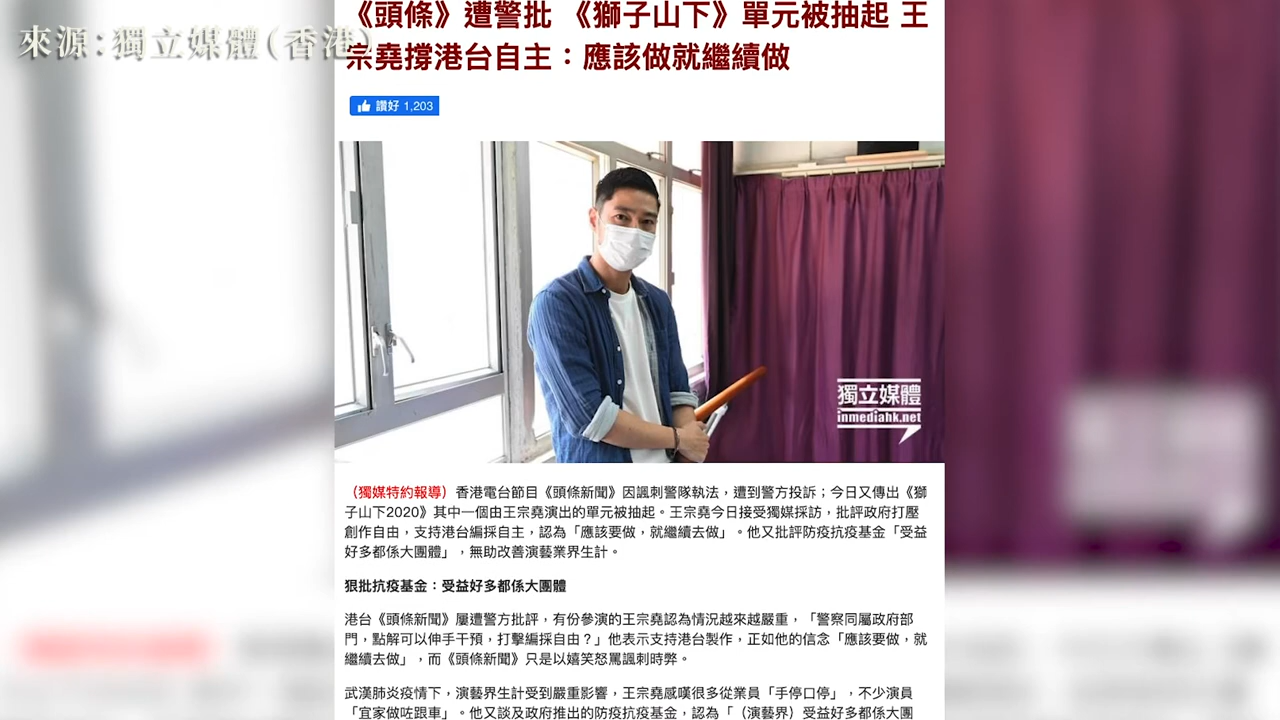 《頭條》遭警批 《獅子山下》單元被抽起 王
來源：獨立媒體(香港)
宗堯撐港台自主：應該做就繼續做
讚好 1,203
獨立媒體
inmediahk.net
（獨媒特約報導）香港電台節目《頭條新聞》因諷刺警隊執法，遭到警方投訴；今日又傳出《獅
子山下2020》其中一個由王宗堯演出的單元被抽起。王宗堯今日接受獨媒採訪，批評政府打壓
創作自由，支持港台編採自主，認為「應該要做，就繼續去做」。他又批評防疫抗疫基金「受益
好多都係大團體」，無助改善演藝業界生計。
狠批抗疫基金：受益好多都係大團體
港台《頭條新聞》屢遭警方批評，有份參演的王宗堯認為情況越來越嚴重，「警察同屬政府部
門，點解可以伸手干預，打擊編採自由？」他表示支持港台製作，正如他的信念「應該要做，就
繼續去做」，而《頭條新聞》只是以嬉笑怒罵諷刺時弊。
武漢肺炎疫情下，演藝界生計受到嚴重影響，王宗堯感嘆很多從業員「手停口停」，不少演員
「宜家做咗跟車」。他又談及政府推出的防疫抗疫基金，認為「（演藝界）受益好多都係大團